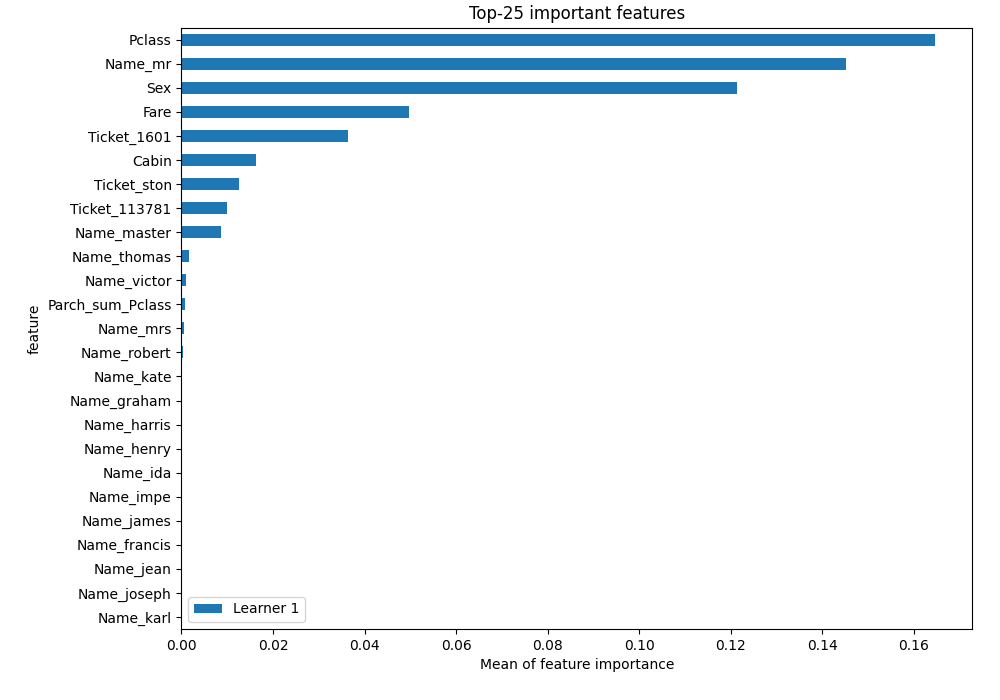 Top-25 important features
Pclass
Name_mr
Sex
Fare
Ticket_1601
Cabin
Ticket_ston
Ticket_113781
Name_master
Name_thomas
Name_victor
Parch_sum_Pclass
Name_mrs
Name_robert
Name_kate
Name_graham
Name_harris
Name_henry
Name_ida
Name_impe
Name_james
Name_francis
Name_jean
Name_joseph
Name_karl
feature
Learner 1
0.00 0.02 0.04 0.06 0.08 0.10 0.12 0.14 0.16
Mean of feature importance